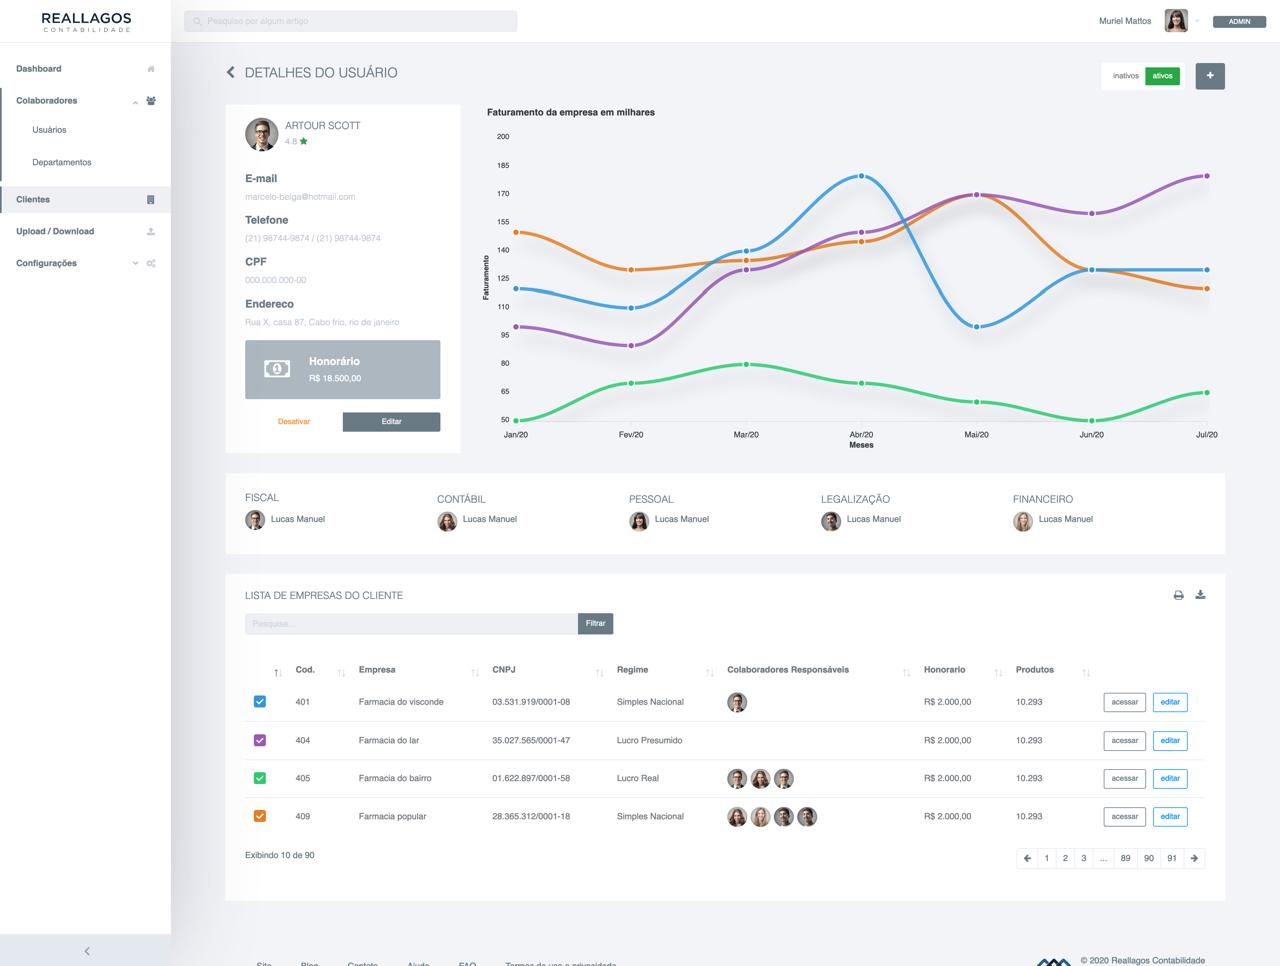 REALLAGOS
CONTABILIDADE
Pesquise por algum artigo
Muriel Mattos
ADMIN
Dashboard
Colaboradores
Usuários
Departamentos
Clientes
Upload / Download
Configurações
DETALHES DO USUÁRIO
inativos ativos
+
ARTOUR SCOTT
4.8
E-mail
marcelo-belga@hotmail.com
Telefone
(21) 98744-9874 / (21) 98744-9874
CPF
000.000.000-00
Endereco
Rua X, casa 87, Cabo frio, rio de janeiro
Honorário
R$ 18.500,00
Desativar Editar
Faturamento da empresa em milhares
200
185
170
155
140
125
110
95
80
65
50
Faturamento
Jan/20 Fev/20 Mar/20 Abr/20 Mai/20 Jun/20 Jul/20
Meses
FISCAL
Lucas Manuel
CONTÁBIL
Lucas Manuel
PESSOAL
Lucas Manuel
LEGALIZAÇÃO
Lucas Manuel
FINANCEIRO
Lucas Manuel
LISTA DE EMPRESAS DO CLIENTE
Pesquise... Filtrar
Cod. Empresa CNPJ Regime Colaboradores Responsáveis Honorario Produtos
401 Farmacia do visconde 03.531.919/0001-08 Simples Nacional R$ 2.000,00 10.293 acessar editar
404 Farmacia do lar 35.027.565/0001-47 Lucro Presumido R$ 2.000,00 10.293 acessar editar
405 Farmacia do bairro 01.622.897/0001-58 Lucro Real R$ 2.000,00 10.293 acessar editar
409 Farmacia popular 28.365.312/0001-18 Simples Nacional R$ 2.000,00 10.293 acessar editar
Exibindo 10 de 90
1 2 3 ... 89 90 91
Site Blog Contato Ajuda FAQ Termos de uso e privacidade
© 2020 Reallagos Contabilidade